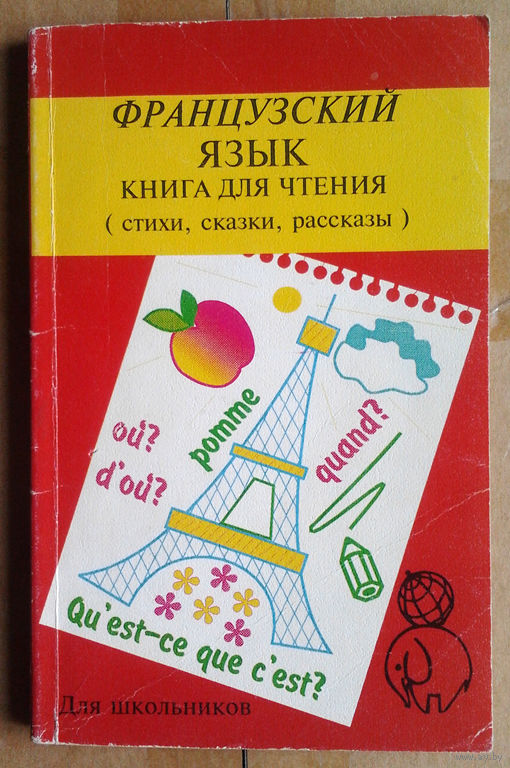 ФРАНЦУЗСКИЙ
ЯЗЫК
КНИГА ДЛЯ ЧТЕНИЯ
( стихи, сказки, рассказы )
pomme
quand?
où?
d'où?
Qu'est-ce que c'est?
Для школьников